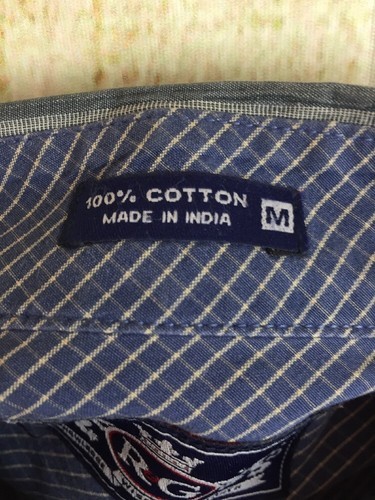 100% COTTON
MADE IN INDIA
M
R G